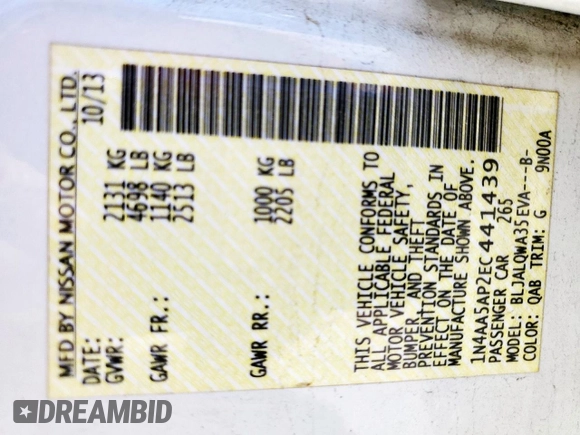 MFD BY NISSAN MOTOR CO., LTD.
DATE: 10/13
GVWR: 2131 KG
4698 LB
GAWR FR.: 1140 KG
2513 LB
GAWR RR.: 1000 KG
2205 LB
THIS VEHICLE CONFORMS TO
ALL APPLICABLE FEDERAL
MOTOR VEHICLE SAFETY,
BUMPER, AND THEFT
PREVENTION STANDARDS IN
EFFECT ON THE DATE OF
MANUFACTURE SHOWN ABOVE.
1N4AA5AP2EC441439
PASSENGER CAR 265
MODEL: BLJALQWA35EVA---B-
COLOR: QAB TRIM: G 9N00A
DREAMBID